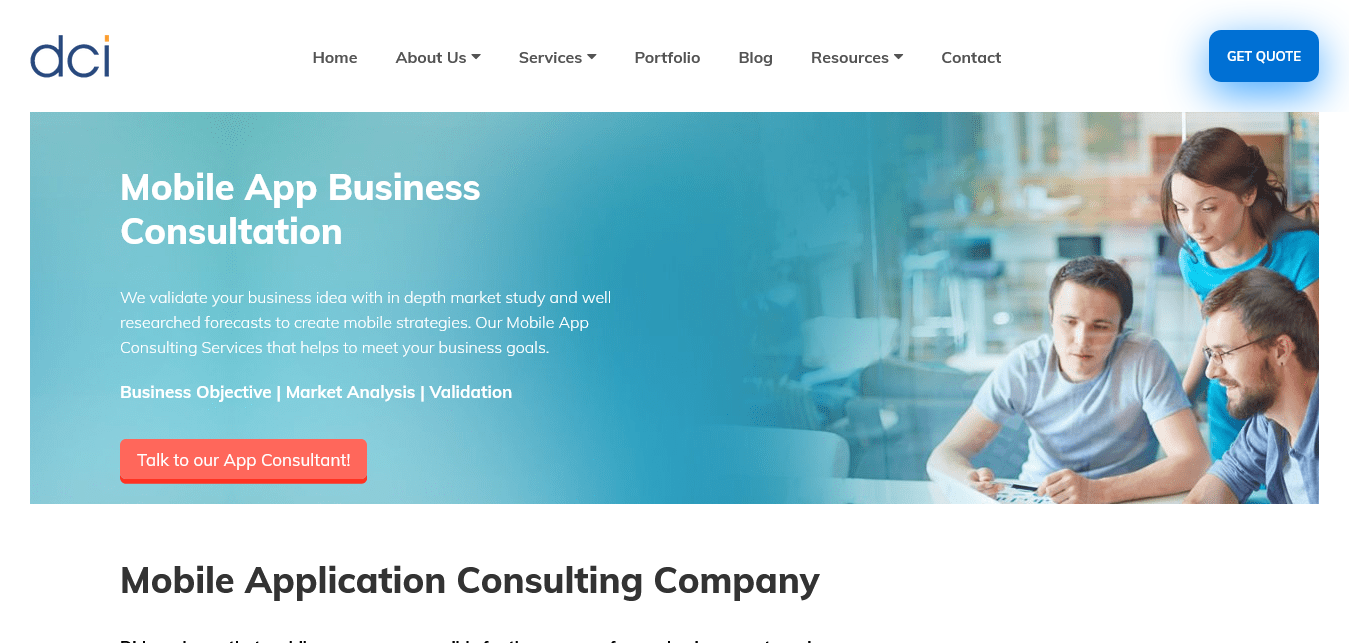 dci
Home About Us Services Portfolio Blog Resources Contact
GET QUOTE
Mobile App Business
Consultation
We validate your business idea with in depth market study and well
researched forecasts to create mobile strategies. Our Mobile App
Consulting Services that helps to meet your business goals.
Business Objective | Market Analysis | Validation
Talk to our App Consultant!
Mobile Application Consulting Company